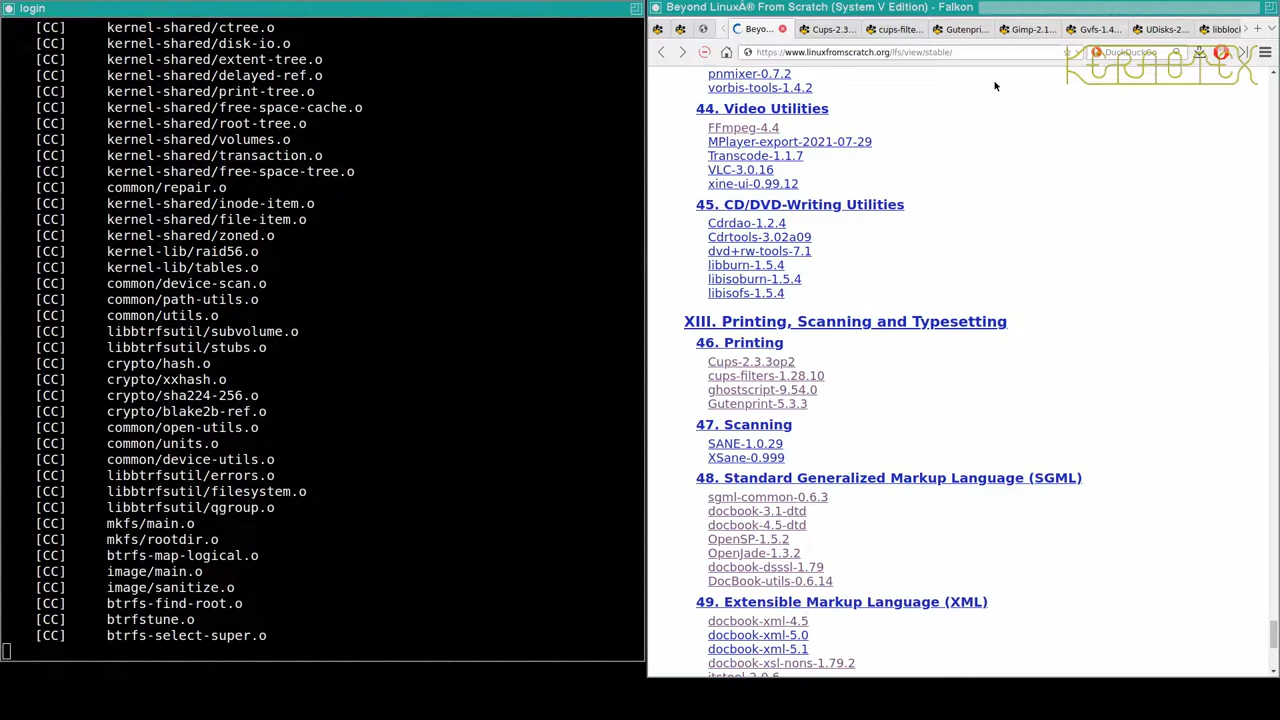 login
[CC] kernel-shared/ctree.o
[CC] kernel-shared/disk-io.o
[CC] kernel-shared/extent-tree.o
[CC] kernel-shared/delayed-ref.o
[CC] kernel-shared/print-tree.o
[CC] kernel-shared/free-space-cache.o
[CC] kernel-shared/root-tree.o
[CC] kernel-shared/volumes.o
[CC] kernel-shared/transaction.o
[CC] kernel-shared/free-space-tree.o
[CC] common/repair.o
[CC] kernel-shared/inode-item.o
[CC] kernel-shared/file-item.o
[CC] kernel-shared/zoned.o
[CC] kernel-lib/raid56.o
[CC] kernel-lib/tables.o
[CC] common/device-scan.o
[CC] common/path-utils.o
[CC] common/utils.o
[CC] libbtrfsutil/subvolume.o
[CC] libbtrfsutil/stubs.o
[CC] crypto/hash.o
[CC] crypto/xxhash.o
[CC] crypto/sha224-256.o
[CC] crypto/blake2b-ref.o
[CC] common/open-utils.o
[CC] common/units.o
[CC] common/device-utils.o
[CC] libbtrfsutil/errors.o
[CC] libbtrfsutil/filesystem.o
[CC] libbtrfsutil/qgroup.o
[CC] mkfs/main.o
[CC] mkfs/rootdir.o
[CC] btrfs-map-logical.o
[CC] image/main.o
[CC] image/sanitize.o
[CC] btrfs-find-root.o
[CC] btrfstune.o
[CC] btrfs-select-super.o
Beyond LinuxÂ® From Scratch (System V Edition) - Falkon
Beyo... Cups-2.3... cups-filte... Gutenpri... Gimp-2.1... Gvfs-1.4... UDisks-2... libblock
https://www.linuxfromscratch.org/lfs/view/stable/ DuckDuckGo
KERNOTEX
pnmixer-0.7.2
vorbis-tools-1.4.2
44. Video Utilities
FFmpeg-4.4
MPlayer-export-2021-07-29
Transcode-1.1.7
VLC-3.0.16
xine-ui-0.99.12
45. CD/DVD-Writing Utilities
Cdrdao-1.2.4
Cdrtools-3.02a09
dvd+rw-tools-7.1
libburn-1.5.4
libisoburn-1.5.4
libisofs-1.5.4
XIII. Printing, Scanning and Typesetting
46. Printing
Cups-2.3.3op2
cups-filters-1.28.10
ghostscript-9.54.0
Gutenprint-5.3.3
47. Scanning
SANE-1.0.29
XSane-0.999
48. Standard Generalized Markup Language (SGML)
sgml-common-0.6.3
docbook-3.1-dtd
docbook-4.5-dtd
OpenSP-1.5.2
OpenJade-1.3.2
docbook-dsssl-1.79
DocBook-utils-0.6.14
49. Extensible Markup Language (XML)
docbook-xml-4.5
docbook-xml-5.0
docbook-xml-5.1
docbook-xsl-nons-1.79.2
itstool-2.0.6